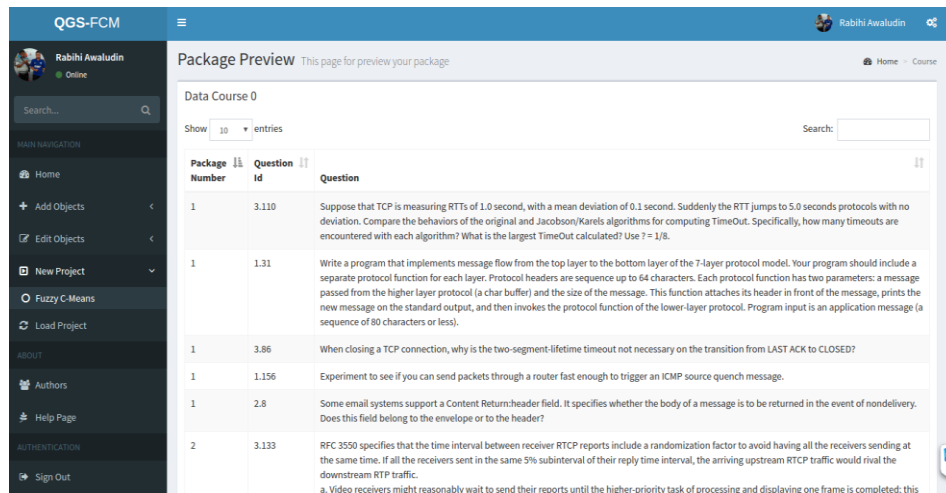 QGS-FCM
Rabihi Awaludin
Rabihi Awaludin
Online
Search...
MAIN NAVIGATION
Home
Add Objects
Edit Objects
New Project
Fuzzy C-Means
Load Project
ABOUT
Authors
Help Page
AUTHENTICATION
Sign Out
Package Preview This page for preview your package
Home > Course
Data Course 0
Show 10 entries
Search:
Package Number
Question Id
Question
1 3.110 Suppose that TCP is measuring RTTs of 1.0 second, with a mean deviation of 0.1 second. Suddenly the RTT jumps to 5.0 seconds protocols with no
deviation. Compare the behaviors of the original and Jacobson/Karels algorithms for computing TimeOut. Specifically, how many timeouts are
encountered with each algorithm? What is the largest TimeOut calculated? Use ? = 1/8.
1 1.31 Write a program that implements message flow from the top layer to the bottom layer of the 7-layer protocol model. Your program should include a
separate protocol function for each layer. Protocol headers are sequence up to 64 characters. Each protocol function has two parameters: a message
passed from the higher layer protocol (a char buffer) and the size of the message. This function attaches its header in front of the message, prints the
new message on the standard output, and then invokes the protocol function of the lower-layer protocol. Program input is an application message (a
sequence of 80 characters or less).
1 3.86 When closing a TCP connection, why is the two-segment-lifetime timeout not necessary on the transition from LAST ACK to CLOSED?
1 1.156 Experiment to see if you can send packets through a router fast enough to trigger an ICMP source quench message.
1 2.8 Some email systems support a Content Return:header field. It specifies whether the body of a message is to be returned in the event of nondelivery.
Does this field belong to the envelope or to the header?
2 3.133 RFC 3550 specifies that the time interval between receiver RTCP reports include a randomization factor to avoid having all the receivers sending at
the same time. If all the receivers sent in the same 5% subinterval of their reply time interval, the arriving upstream RTCP traffic would rival the
downstream RTP traffic.
a. Video receivers might reasonably wait to send their reports until the higher-priority task of processing and displaying one frame is completed; this